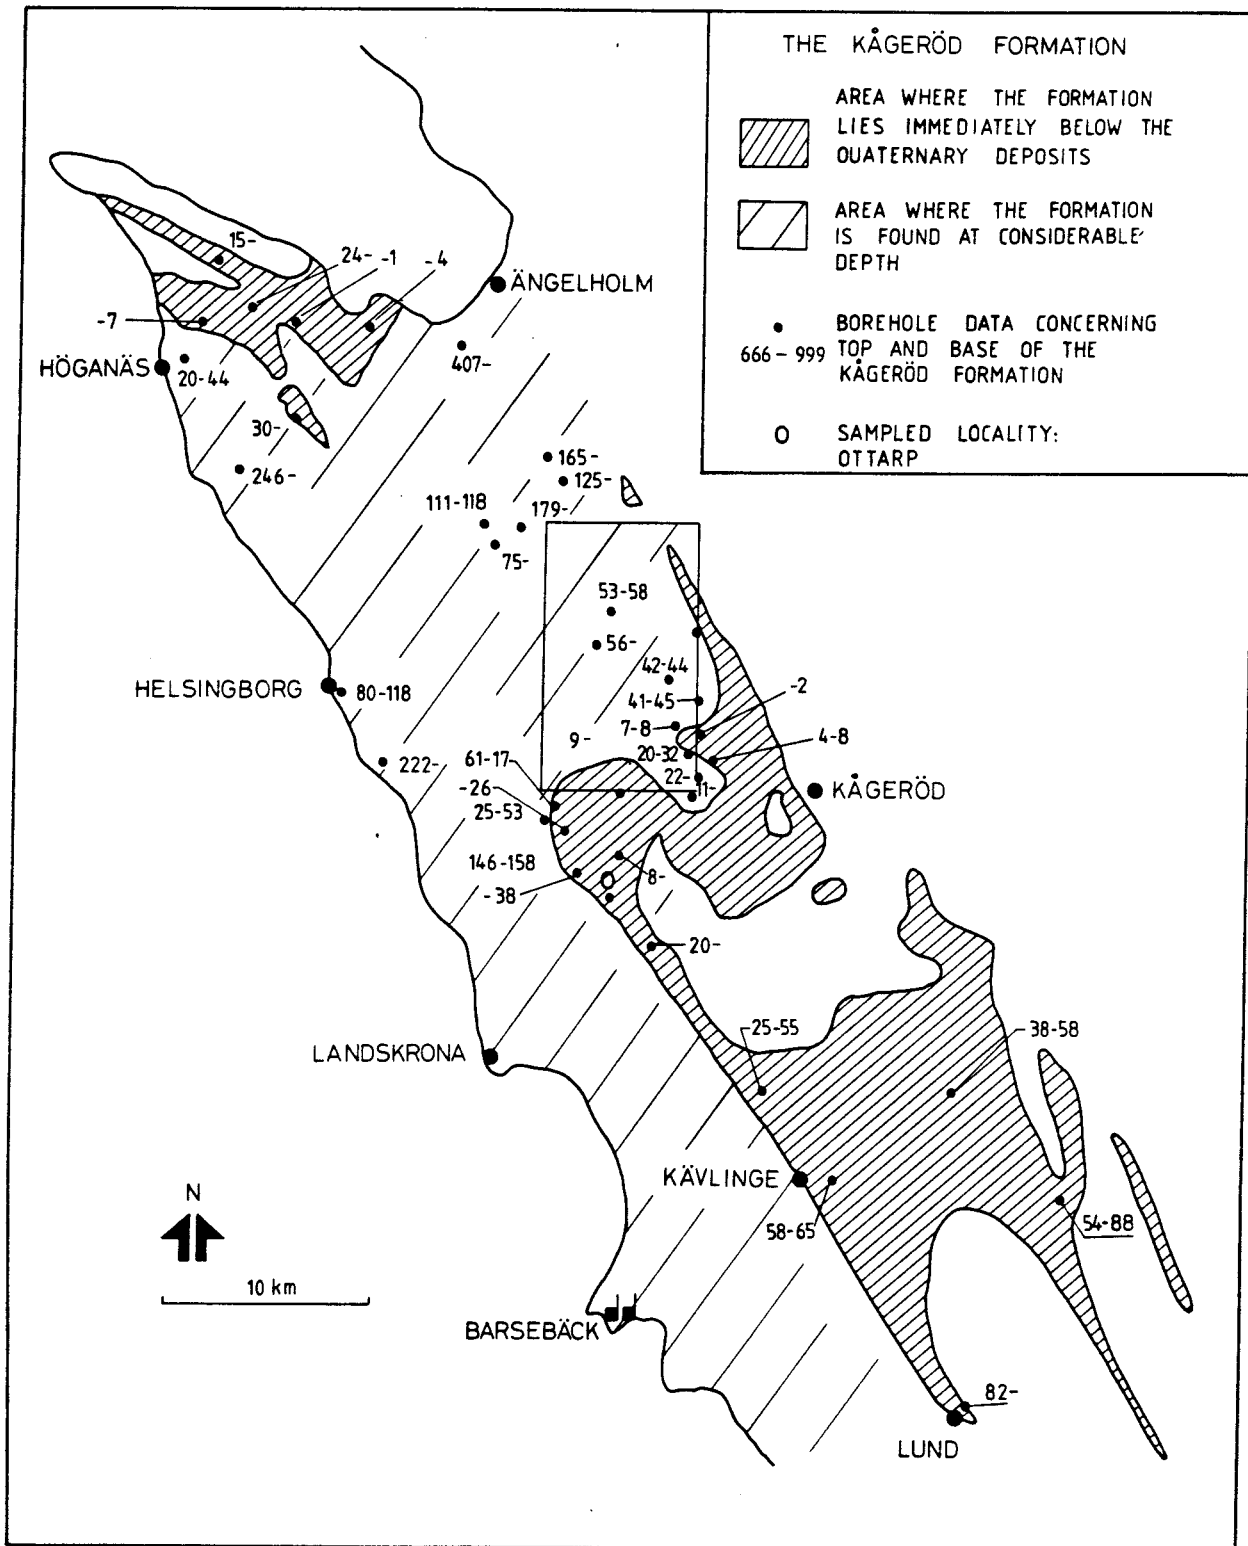 THE KÅGERÖD FORMATION
AREA WHERE THE FORMATION
LIES IMMEDIATELY BELOW THE
QUATERNARY DEPOSITS
AREA WHERE THE FORMATION
IS FOUND AT CONSIDERABLE
DEPTH
BOREHOLE DATA CONCERNING
666-999 TOP AND BASE OF THE
KÅGERÖD FORMATION
SAMPLED LOCALITY:
OTTARP
15-
24- -1 -4
ÄNGELHOLM
-7
HÖGANÄS
20-44
407-
30-
246-
165-
125-
111-118
179-
75-
53-58
56-
42-44
HELSINGBORG
80-118
41-45
-2
7-8
9-
4-8
20-32
222-
61-17
22-
11-
KÅGERÖD
-26
25-53
146-158
8-
-38
20-
25-55
38-58
LANDSKRONA
KÄVLINGE
N
58-65
54-88
10 km
BARSEBÄCK
82-
LUND